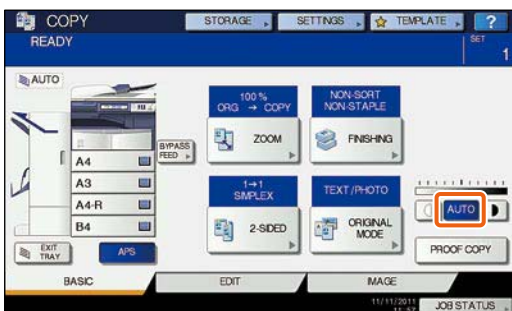 COPY
STORAGE
SETTINGS
TEMPLATE
?
READY
SET
1
AUTO
100 %
ORG → COPY
NON-SORT
NON-STAPLE
ZOOM
FINISHING
BYPASS
FEED
A4
A3
A4-R
B4
1→1
SIMPLEX
TEXT/PHOTO
2-SIDED
ORIGINAL
MODE
AUTO
EXIT
TRAY
APS
PROOF COPY
BASIC
EDIT
IMAGE
11/11/2011
11:57
JOB STATUS